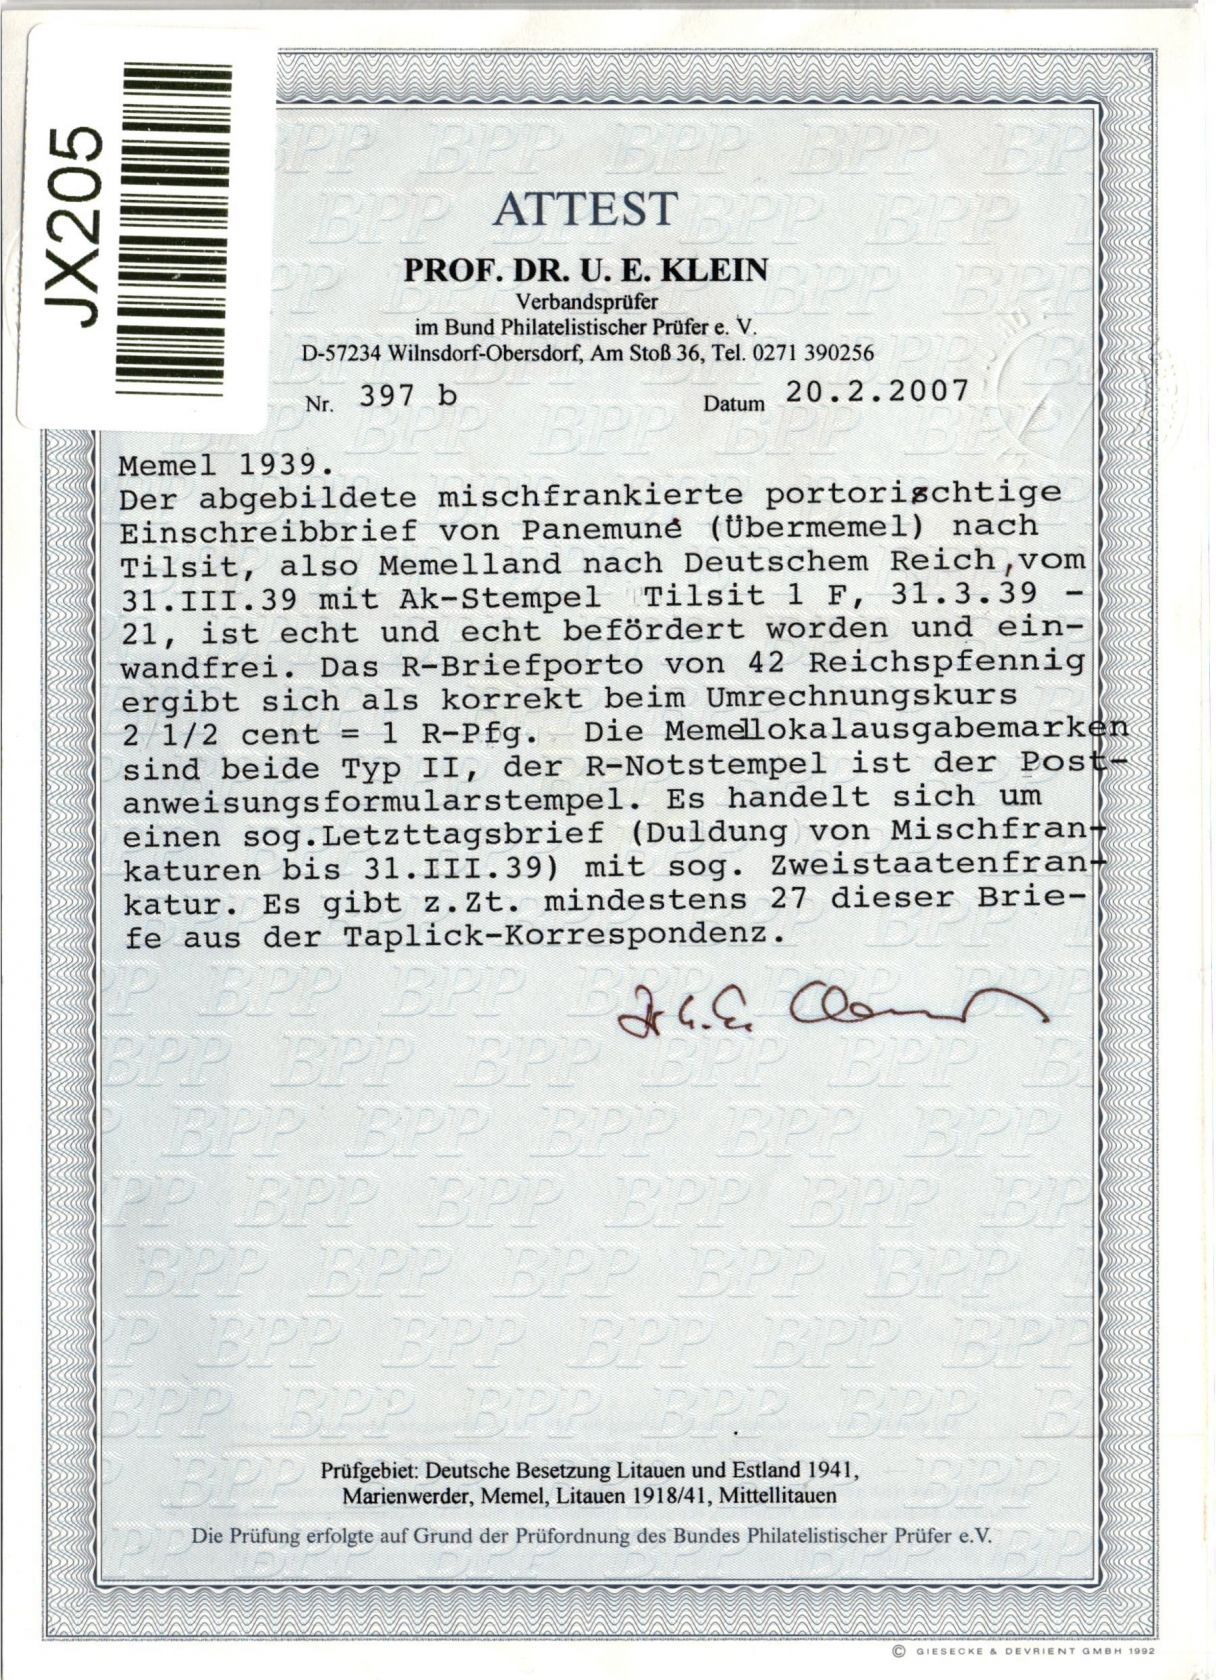 JX205
ATTEST
PROF. DR. U. E. KLEIN
Verbandsprüfer
im Bund Philatelistischer Prüfer e. V.
D-57234 Wilnsdorf-Obersdorf, Am Stoß 36, Tel. 0271 390256
Nr. 397 b Datum 20.2.2007
Memel 1939.
Der abgebildete mischfrankierte portorischtige
Einschreibbrief von Panemuné (Übermemel) nach
Tilsit, also Memelland nach Deutschem Reich,vom
31.III.39 mit Ak-Stempel Tilsit 1 F, 31.3.39 -
21, ist echt und echt befördert worden und ein-
wandfrei. Das R-Briefporto von 42 Reichspfennig
ergibt sich als korrekt beim Umrechnungskurs
2 1/2 cent = 1 R-Pfg. Die Memellokalausgabemarken
sind beide Typ II, der R-Notstempel ist der Post-
anweisungsformularstempel. Es handelt sich um
einen sog.Letzttagsbrief (Duldung von Mischfran-
katuren bis 31.III.39) mit sog. Zweistaatenfran-
katur. Es gibt z.Zt. mindestens 27 dieser Brie-
fe aus der Taplick-Korrespondenz.
Prüfgebiet: Deutsche Besetzung Litauen und Estland 1941,
Marienwerder, Memel, Litauen 1918/41, Mittellitauen
Die Prüfung erfolgte auf Grund der Prüfordnung des Bundes Philatelistischer Prüfer e.V.
© GIESECKE & DEVRIENT GMBH 1992